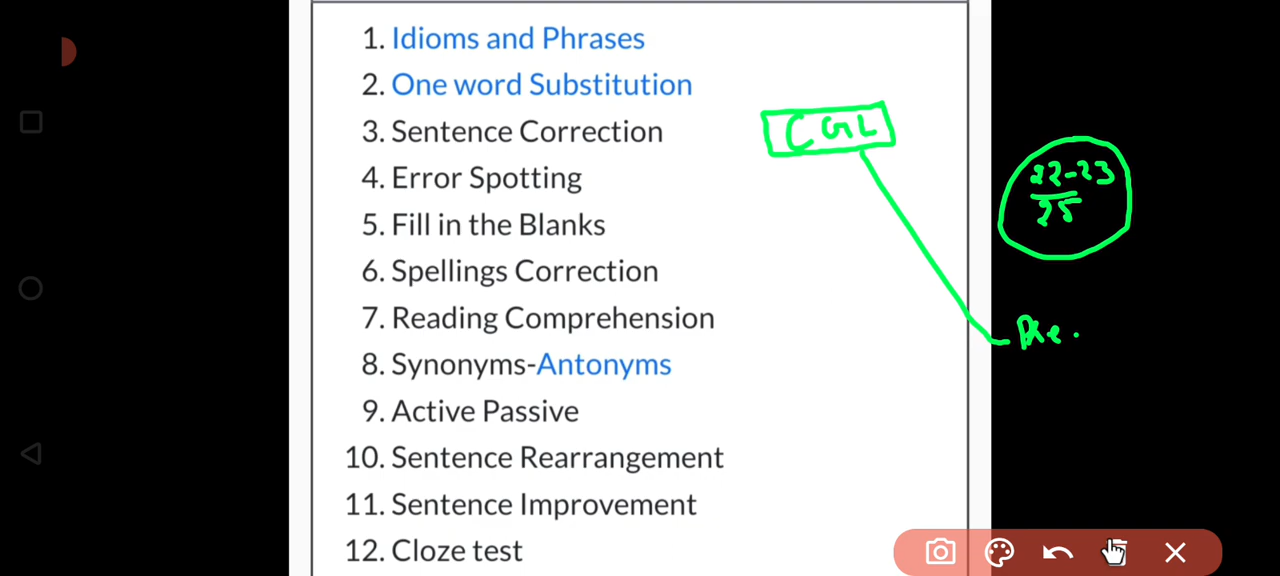 1. Idioms and Phrases
2. One word Substitution
3. Sentence Correction
CGL
4. Error Spotting
22-23
25
5. Fill in the Blanks
6. Spellings Correction
7. Reading Comprehension
Pre.
8. Synonyms-Antonyms
9. Active Passive
10. Sentence Rearrangement
11. Sentence Improvement
12. Cloze test